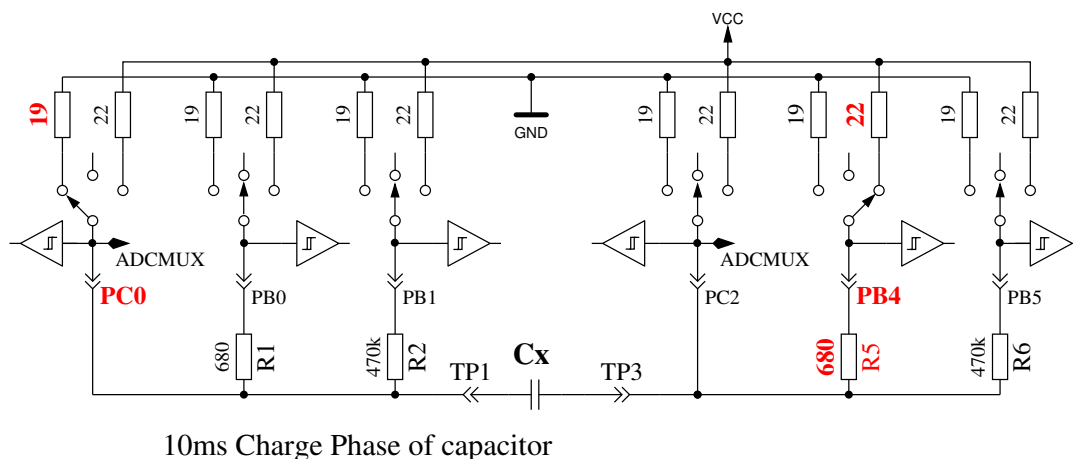 VCC
19 22 19 22 19 22 GND 19 22 19 22 19 22
ADCMUX ADCMUX
PC0 PB0 PB1 PC2 PB4 PB5
680 R1 470k R2 680 R5 470k R6
TP1 Cx TP3
10ms Charge Phase of capacitor